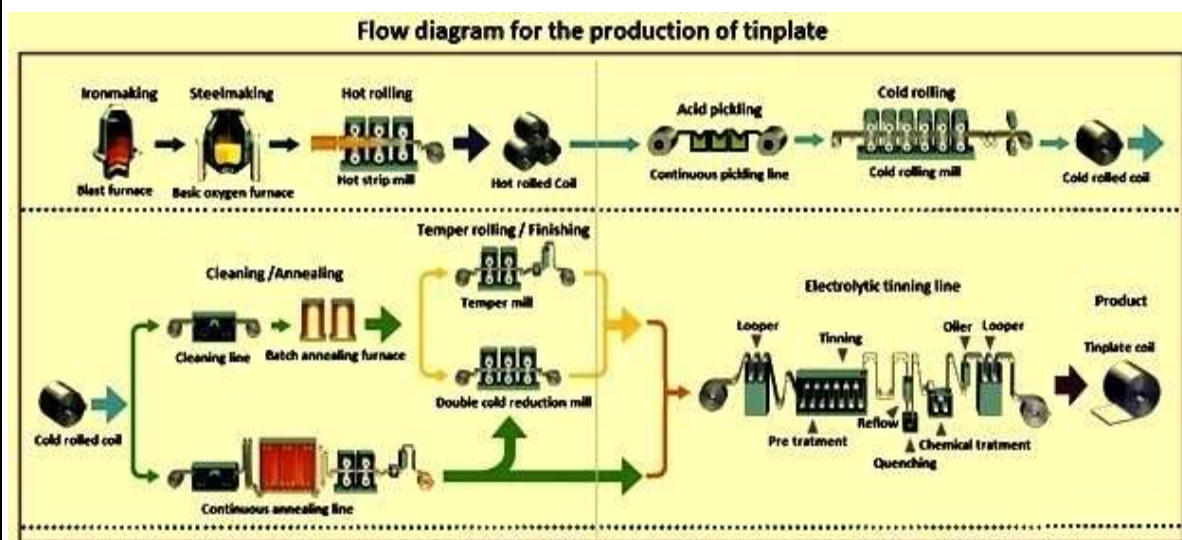 Flow diagram for the production of tinplate
Ironmaking
Steelmaking
Hot rolling
Acid pickling
Cold rolling
Blast furnace
Basic oxygen furnace
Hot strip mill
Hot rolled Coil
Continuous pickling line
Cold rolling mill
Cold rolled coil
Temper rolling / Finishing
Cleaning /Annealing
Temper mill
Cleaning line
Batch annealing furnace
Double cold reduction mill
Cold rolled coil
Continuous annealing line
Electrolytic tinning line
Product
Looper
Tinning
Oiler
Looper
Tinplate coil
Pre tratment
Reflow
Quenching
Chemical tratment